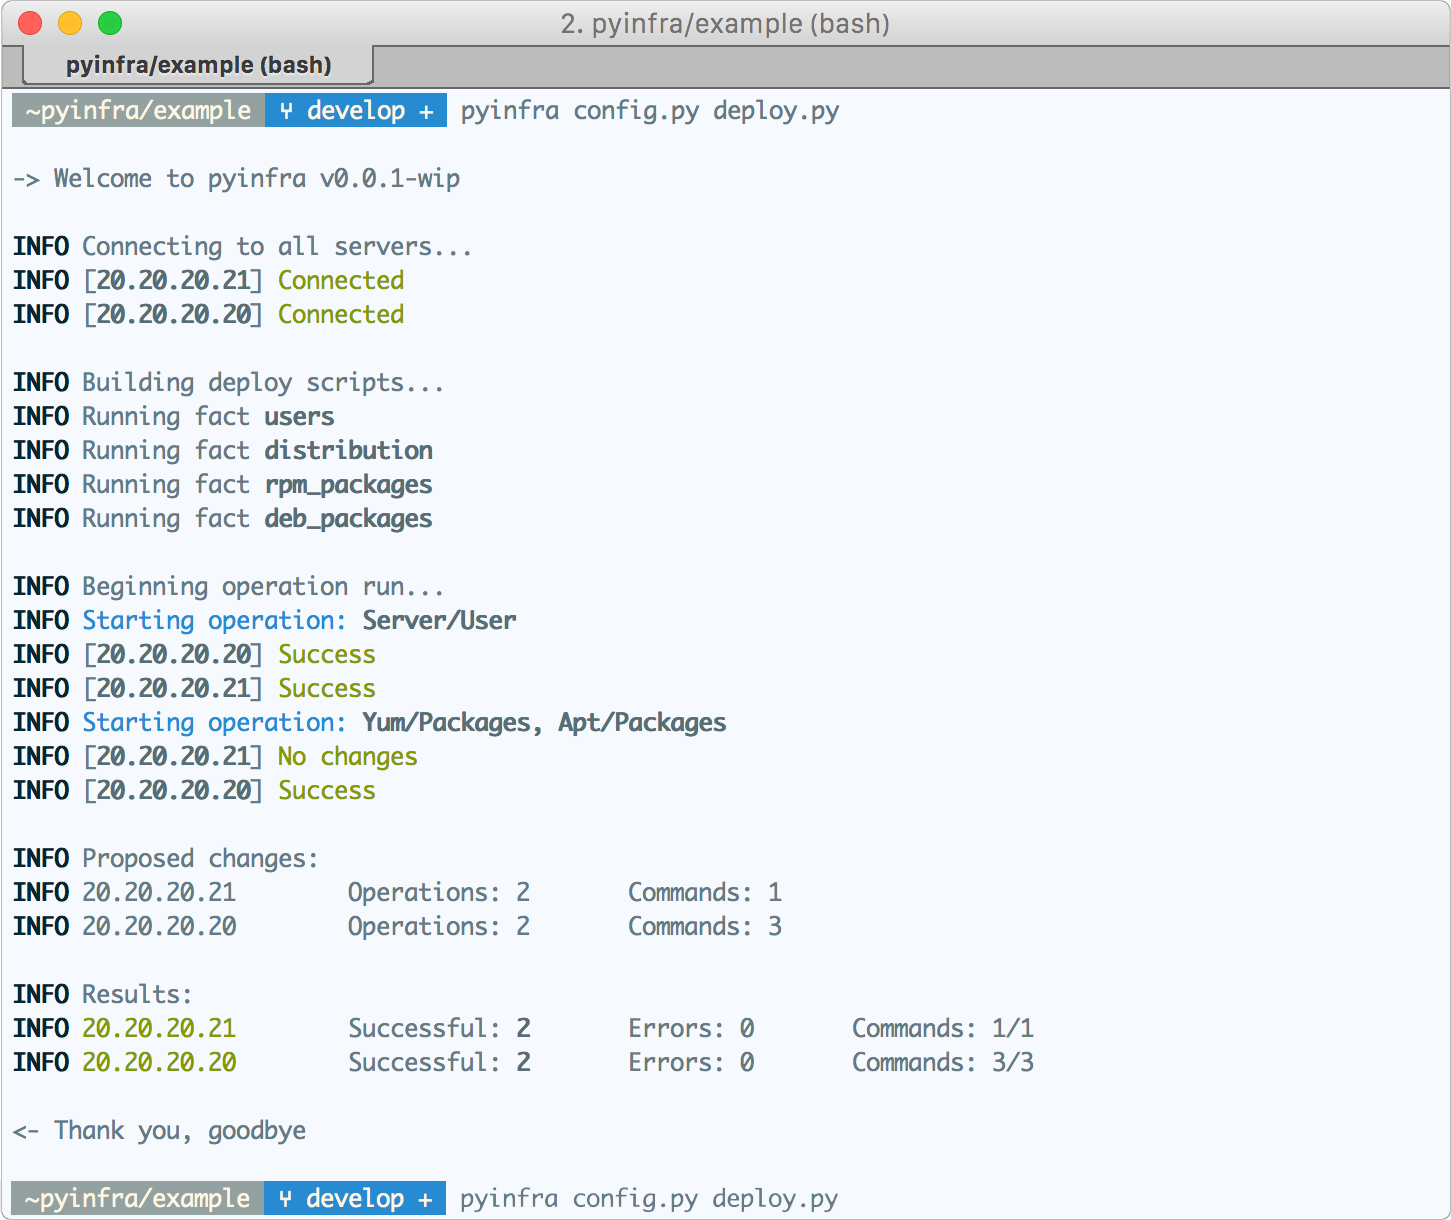 2. pyinfra/example (bash)
pyinfra/example (bash)
~pyinfra/example develop + pyinfra config.py deploy.py
-> Welcome to pyinfra v0.0.1-wip
INFO Connecting to all servers...
INFO [20.20.20.21] Connected
INFO [20.20.20.20] Connected
INFO Building deploy scripts...
INFO Running fact users
INFO Running fact distribution
INFO Running fact rpm_packages
INFO Running fact deb_packages
INFO Beginning operation run...
INFO Starting operation: Server/User
INFO [20.20.20.20] Success
INFO [20.20.20.21] Success
INFO Starting operation: Yum/Packages, Apt/Packages
INFO [20.20.20.21] No changes
INFO [20.20.20.20] Success
INFO Proposed changes:
INFO 20.20.20.21 Operations: 2 Commands: 1
INFO 20.20.20.20 Operations: 2 Commands: 3
INFO Results:
INFO 20.20.20.21 Successful: 2 Errors: 0 Commands: 1/1
INFO 20.20.20.20 Successful: 2 Errors: 0 Commands: 3/3
<- Thank you, goodbye
~pyinfra/example develop + pyinfra config.py deploy.py